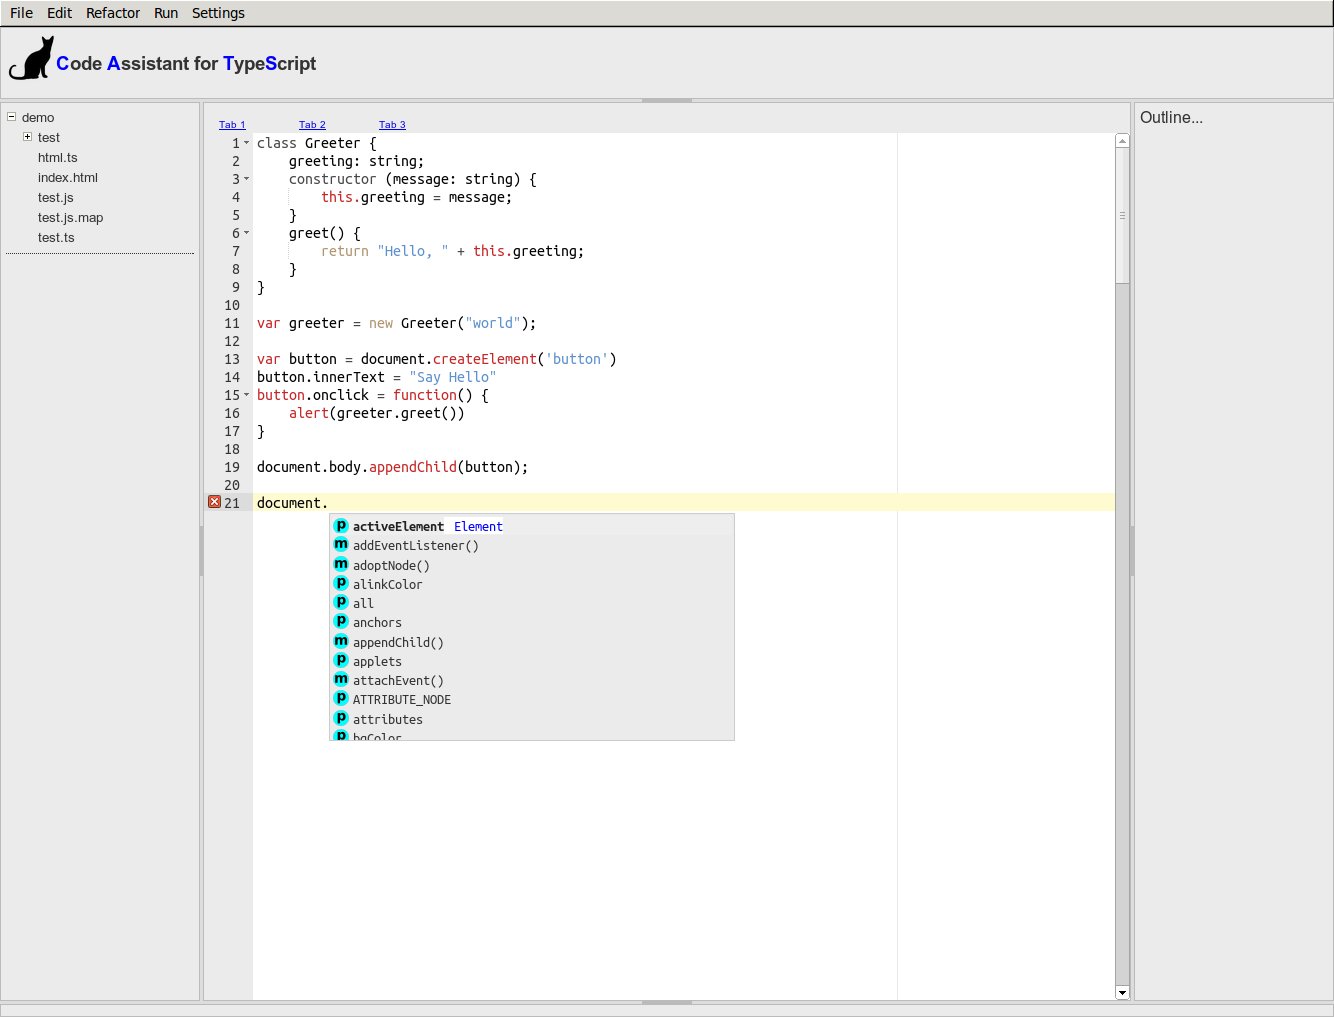 File Edit Refactor Run Settings
Code Assistant for TypeScript
demo
test
html.ts
index.html
test.js
test.js.map
test.ts
Tab 1 Tab 2 Tab 3
1 class Greeter {
2     greeting: string;
3     constructor (message: string) {
4         this.greeting = message;
5     }
6     greet() {
7         return "Hello, " + this.greeting;
8     }
9 }
10
11 var greeter = new Greeter("world");
12
13 var button = document.createElement('button')
14 button.innerText = "Say Hello"
15 button.onclick = function() {
16     alert(greeter.greet())
17 }
18
19 document.body.appendChild(button);
20
21 document.
p activeElement Element
m addEventListener()
m adoptNode()
p alinkColor
p all
p anchors
m appendChild()
p applets
m attachEvent()
p ATTRIBUTE_NODE
p attributes
p bgColor
Outline...